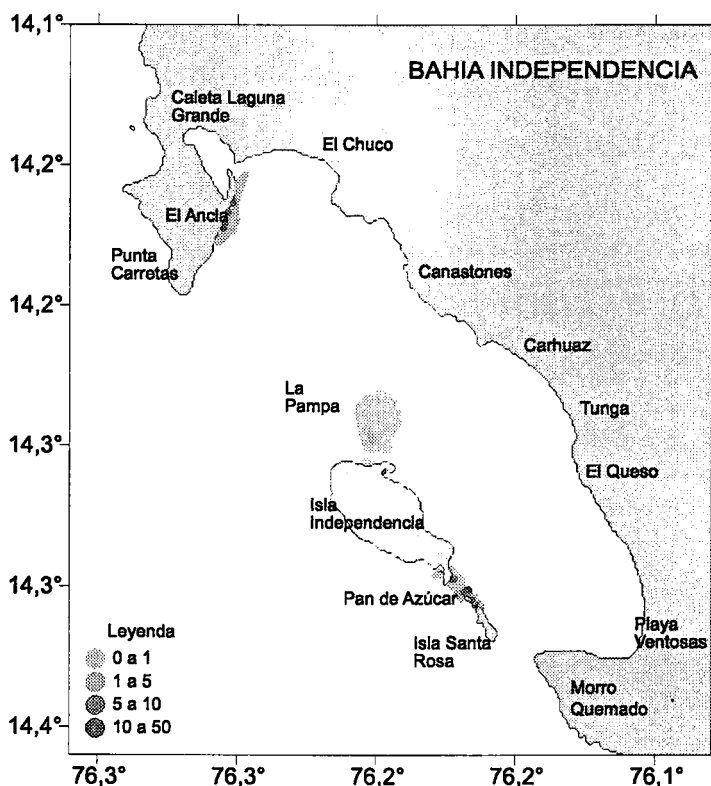 14,1°
BAHIA INDEPENDENCIA
Caleta Laguna
Grande
El Chuco
14,2°
El Ancla
Punta
Carretas
Canastones
14,2°
Carhuaz
La
Pampa
Tunga
14,3°
El Queso
Isla
Independencia
14,3°
Pan de Azúcar
Playa
Ventosas
Isla Santa
Rosa
Leyenda
0 a 1
1 a 5
5 a 10
10 a 50
Morro
Quemado
14,4°
76,3° 76,3° 76,2° 76,2° 76,1°